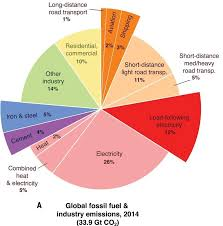 Long-distance
road transport
1%
Aviation
2%
Shipping
3%
Short-distance
light road transp.
11%
Short-distance
med/heavy
road transp.
5%
Load-following
electricity
12%
Electricity
26%
Combined
heat
& electricity
5%
Heat
2%
Cement 4%
Iron & steel 5%
Other
industry
14%
Residential,
commercial
10%
A Global fossil fuel &
industry emissions, 2014
(33.9 Gt CO₂)